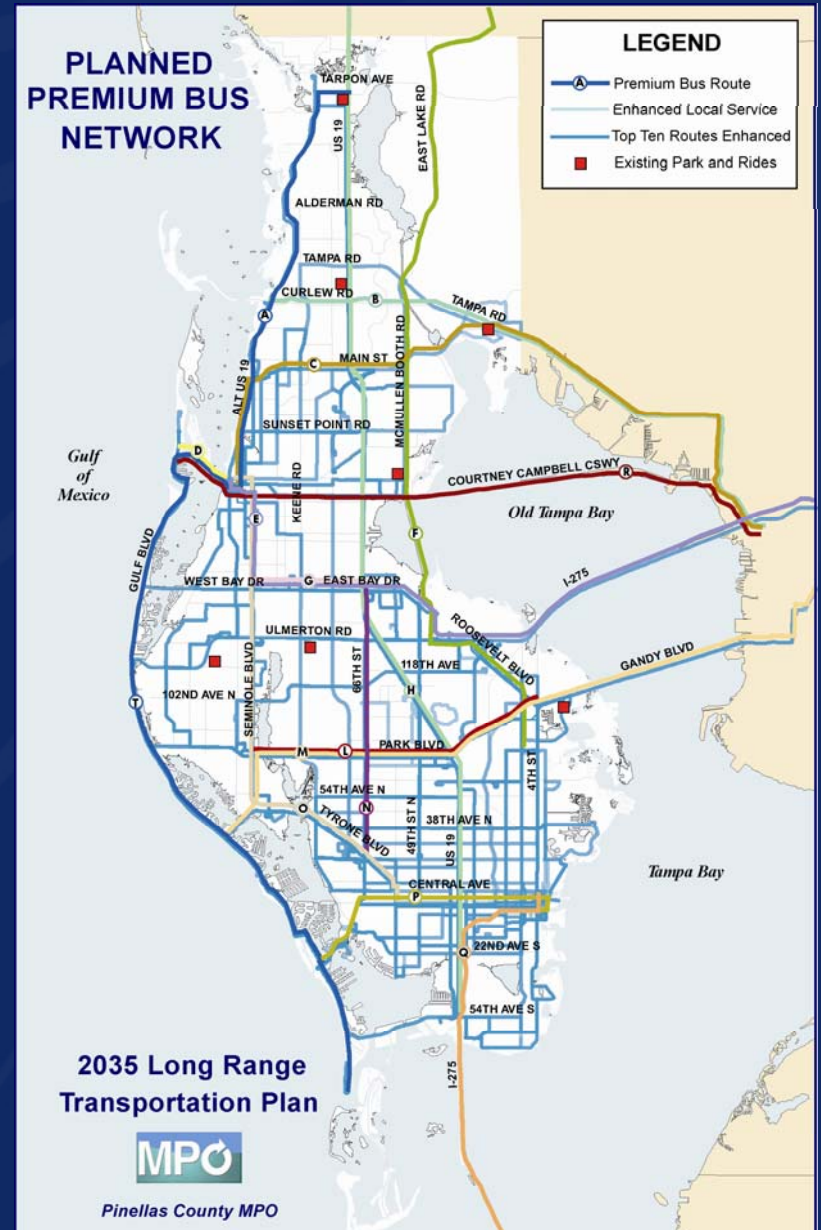 PLANNED
PREMIUM BUS
NETWORK
LEGEND
A Premium Bus Route
Enhanced Local Service
Top Ten Routes Enhanced
Existing Park and Rides
TARPON AVE
US 19
EAST LAKE RD
ALDERMAN RD
TAMPA RD
CURLEW RD
B
TAMPA RD
A
MAIN ST
C
ALT US 19
MCMULLEN BOOTH RD
SUNSET POINT RD
Gulf
of
Mexico
D
KEENE RD
COURTNEY CAMPBELL CSWY
R
Old Tampa Bay
E
F
GULF BLVD
WEST BAY DR
G
EAST BAY DR
I-275
ROOSEVELT BLVD
ULMERTON RD
GANDY BLVD
118TH AVE
66TH ST
SEMINOLE BLVD
102ND AVE N
H
T
M
L
PARK BLVD
4TH ST
54TH AVE N
O
N
TYRONE BLVD
49TH ST N
38TH AVE N
US 19
Tampa Bay
CENTRAL AVE
P
22ND AVE S
Q
54TH AVE S
I-275
2035 Long Range
Transportation Plan
MPO
Pinellas County MPO